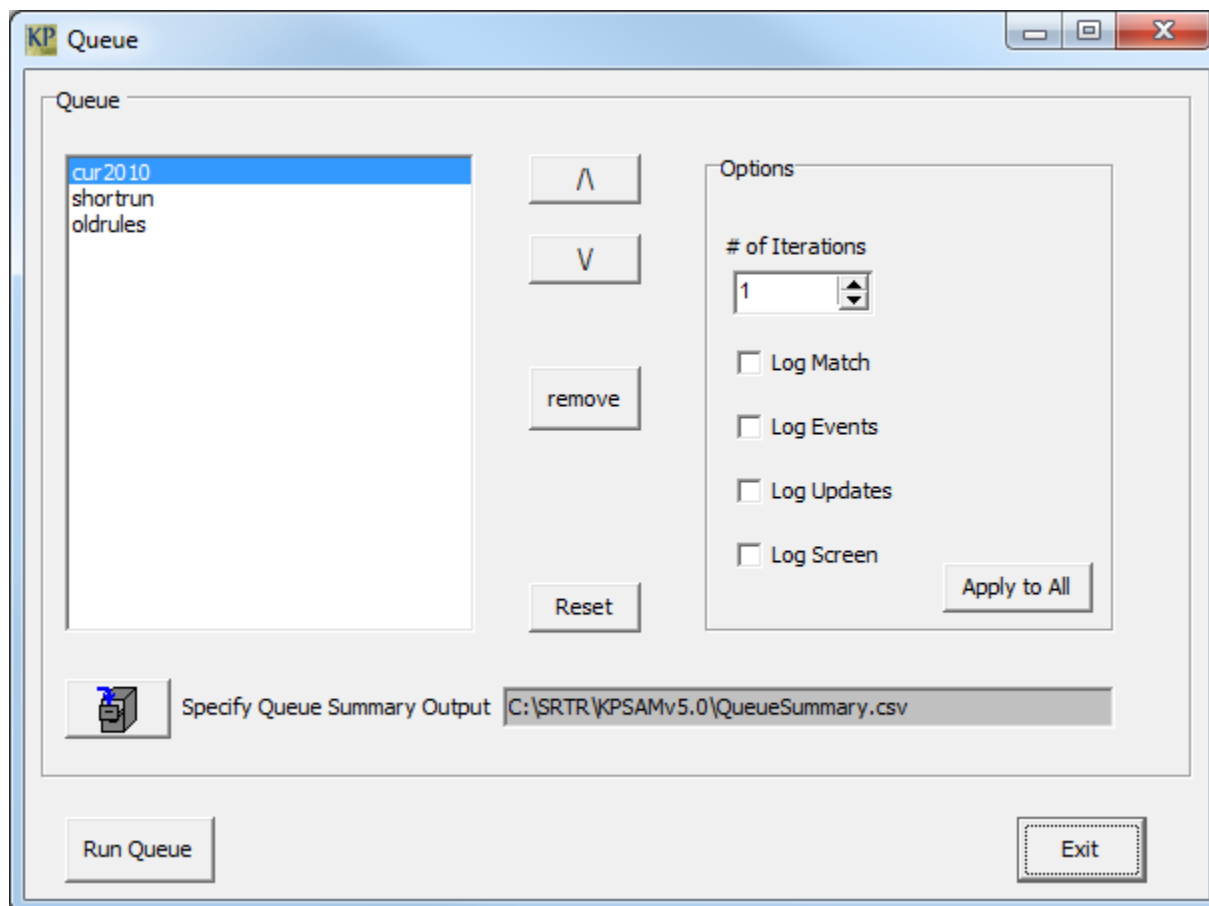 KP Queue
Queue
cur2010
shortrun
oldrules
/\
\/
remove
Reset
Options
# of Iterations
1
Log Match
Log Events
Log Updates
Log Screen
Apply to All
Specify Queue Summary Output C:\SRTR\KPSAMv5.0\QueueSummary.csv
Run Queue
Exit